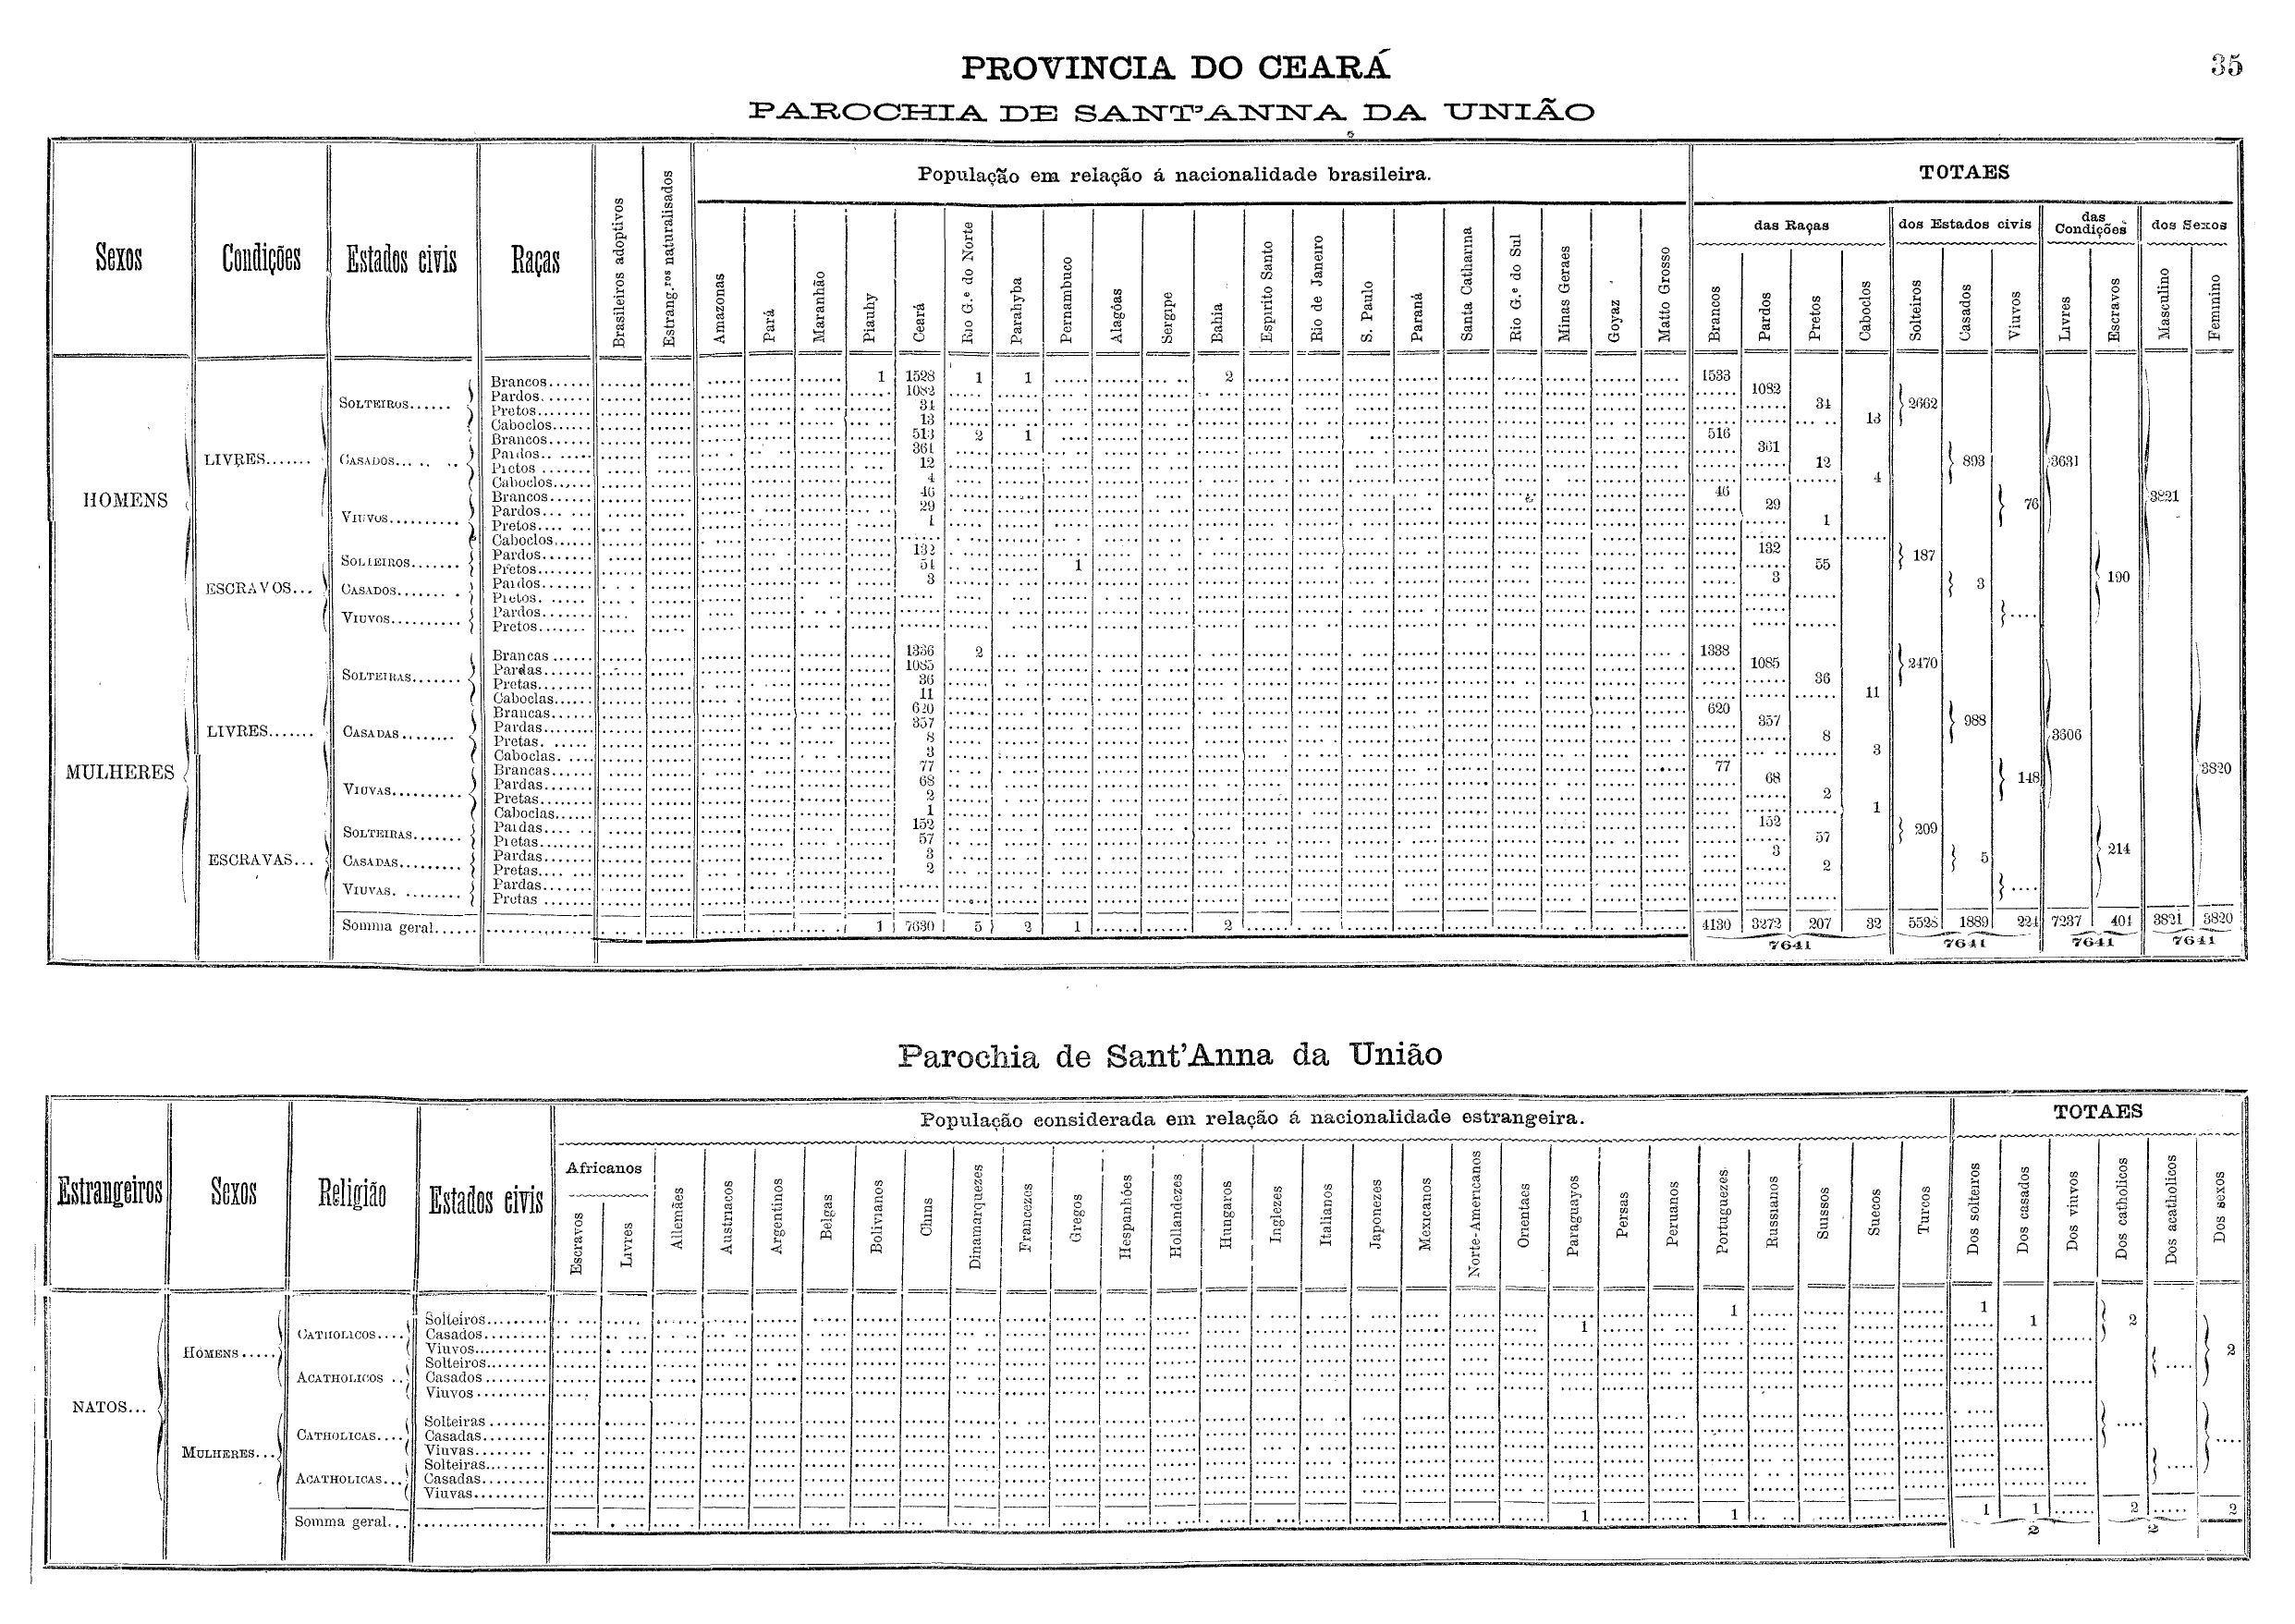 PROVINCIA DO CEARÁ
35
PAROCHIA DE SANT'ANNA DA UNIÃO
Sexos Condições Estados civis Raças Brasileiros adoptivos Estrang.ros naturalisados
População em relação á nacionalidade brasileira.
Amazonas Pará Maranhão Piauhy Ceará Rio G.e do Norte Parahyba Pernambuco Alagôas Sergipe Bahia Espirito Santo Rio de Janeiro S. Paulo Paraná Santa Catharina Rio G.e do Sul Minas Geraes Goyaz Matto Grosso
TOTAES
das Raças dos Estados civis das Condições dos Sexos
Brancos Pardos Pretos Caboclos Solteiros Casados Viuvos Livres Escravos Masculino Feminino
HOMENS
LIVRES.......
SOLTEIROS......
Brancos...... 1 1528 1 1 2 1533
Pardos....... 1082 1082
Pretos....... 34 34
Caboclos..... 13 13
2662
CASADOS........
Brancos...... 513 2 1 516
Pardos....... 361 361
Pretos ....... 12 12
Caboclos..... 4 4
893
VIUVOS.........
Brancos...... 46 46
Pardos....... 29 29
Pretos....... 1 1
Caboclos......
76
3631
ESCRAVOS...
SOLTEIROS.......
Pardos....... 132 132
Pretos....... 54 1 55
187
CASADOS........
Pardos....... 3 3
Pretos.......
3
VIUVOS..........
Pardos.......
Pretos.......
190
3821
MULHERES
LIVRES.......
SOLTEIRAS.......
Brancas ...... 1336 2 1338
Pardas....... 1085 1085
Pretas....... 36 36
Caboclas..... 11 11
2470
CASADAS........
Brancas...... 620 620
Pardas....... 357 357
Pretas....... 8 8
Caboclas..... 3 3
988
VIUVAS.........
Brancas...... 77 77
Pardas....... 68 68
Pretas....... 2 2
Caboclas...... 1 1
148
3606
ESCRAVAS...
SOLTEIRAS.......
Pardas....... 152 152
Pretas....... 57 57
209
CASADAS.........
Pardas....... 3 3
Pretas....... 2 2
5
VIUVAS.........
Pardas.......
Pretas .......
214
3820
Somma geral...... 1 7630 5 2 1 2 4130 3272 207 32 5528 1889 224 7237 404 3821 3820
7641 7641 7641 7641
Parochia de Sant'Anna da União
Estrangeiros Sexos Religião Estados civis
População considerada em relação á nacionalidade estrangeira.
Africanos
Escravos Livres Allemães Austriacos Argentinos Belgas Bolivianos Chins Dinamarquezes Francezes Gregos Hespanhóes Hollandezes Hungaros Inglezes Italianos Japonezes Mexicanos Norte-Americanos Orientaes Paraguayos Persas Peruanos Portuguezes Russianos Suissos Suecos Turcos
TOTAES
Dos solteiros Dos casados Dos viuvos Dos catholicos Dos acatholicos Dos sexos
NATOS...
HOMENS.....
CATHOLICOS....
Solteiros......... 1 1
Casados.......... 1 1
Viuvos...........
2
ACATHOLICOS ..
Solteiros.........
Casados..........
Viuvos..........
2
MULHERES...
CATHOLICAS....
Solteiras.........
Casadas..........
Viuvas..........
ACATHOLICAS...
Solteiras.........
Casadas..........
Viuvas...........
Somma geral... 1 1 1 1 2 2
2 2